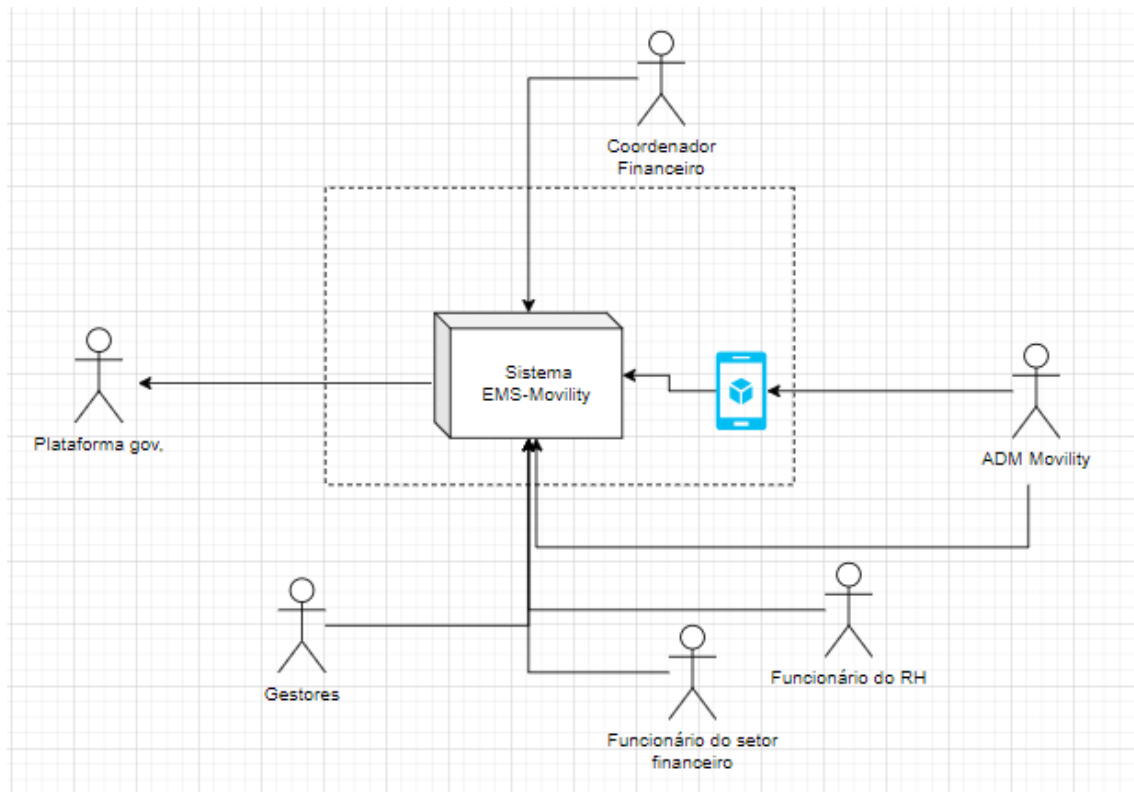 Coordenador
Financeiro
Sistema
EMS-Movility
Plataforma gov,
ADM Movility
Gestores
Funcionário do RH
Funcionário do setor
financeiro